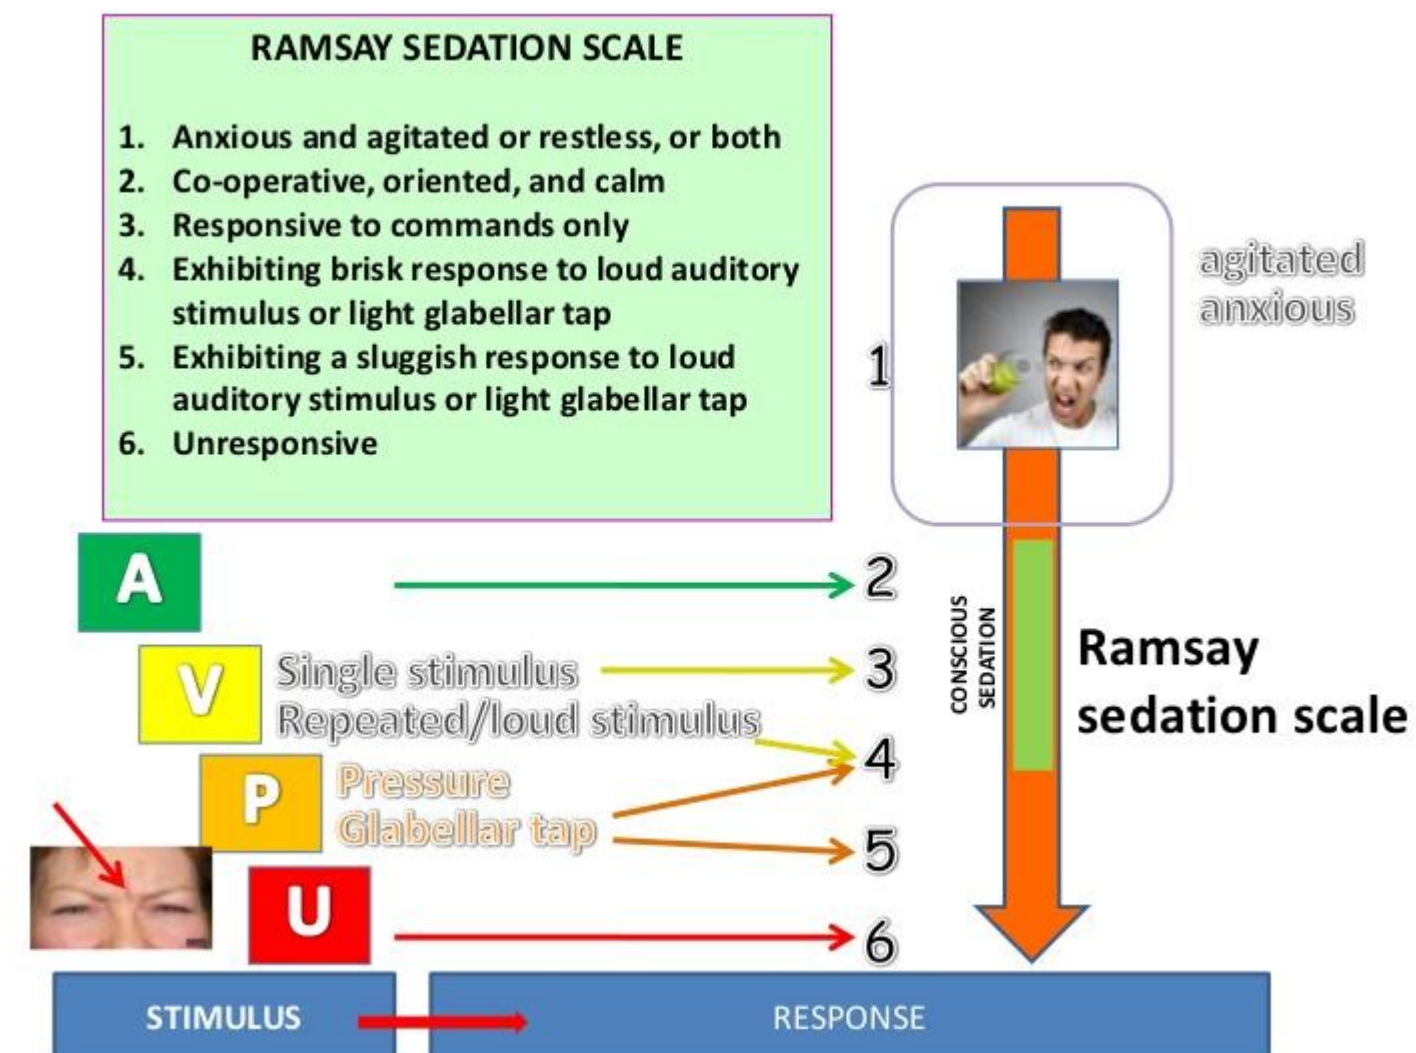 RAMSAY SEDATION SCALE
1. Anxious and agitated or restless, or both
2. Co-operative, oriented, and calm
3. Responsive to commands only
4. Exhibiting brisk response to loud auditory
stimulus or light glabellar tap
5. Exhibiting a sluggish response to loud
auditory stimulus or light glabellar tap
6. Unresponsive
agitated
anxious
1
A
2
V
Single stimulus
Repeated/loud stimulus
3
4
P
Pressure
Glabellar tap
5
U
6
CONSCIOUS
SEDATION
Ramsay
sedation scale
STIMULUS
RESPONSE